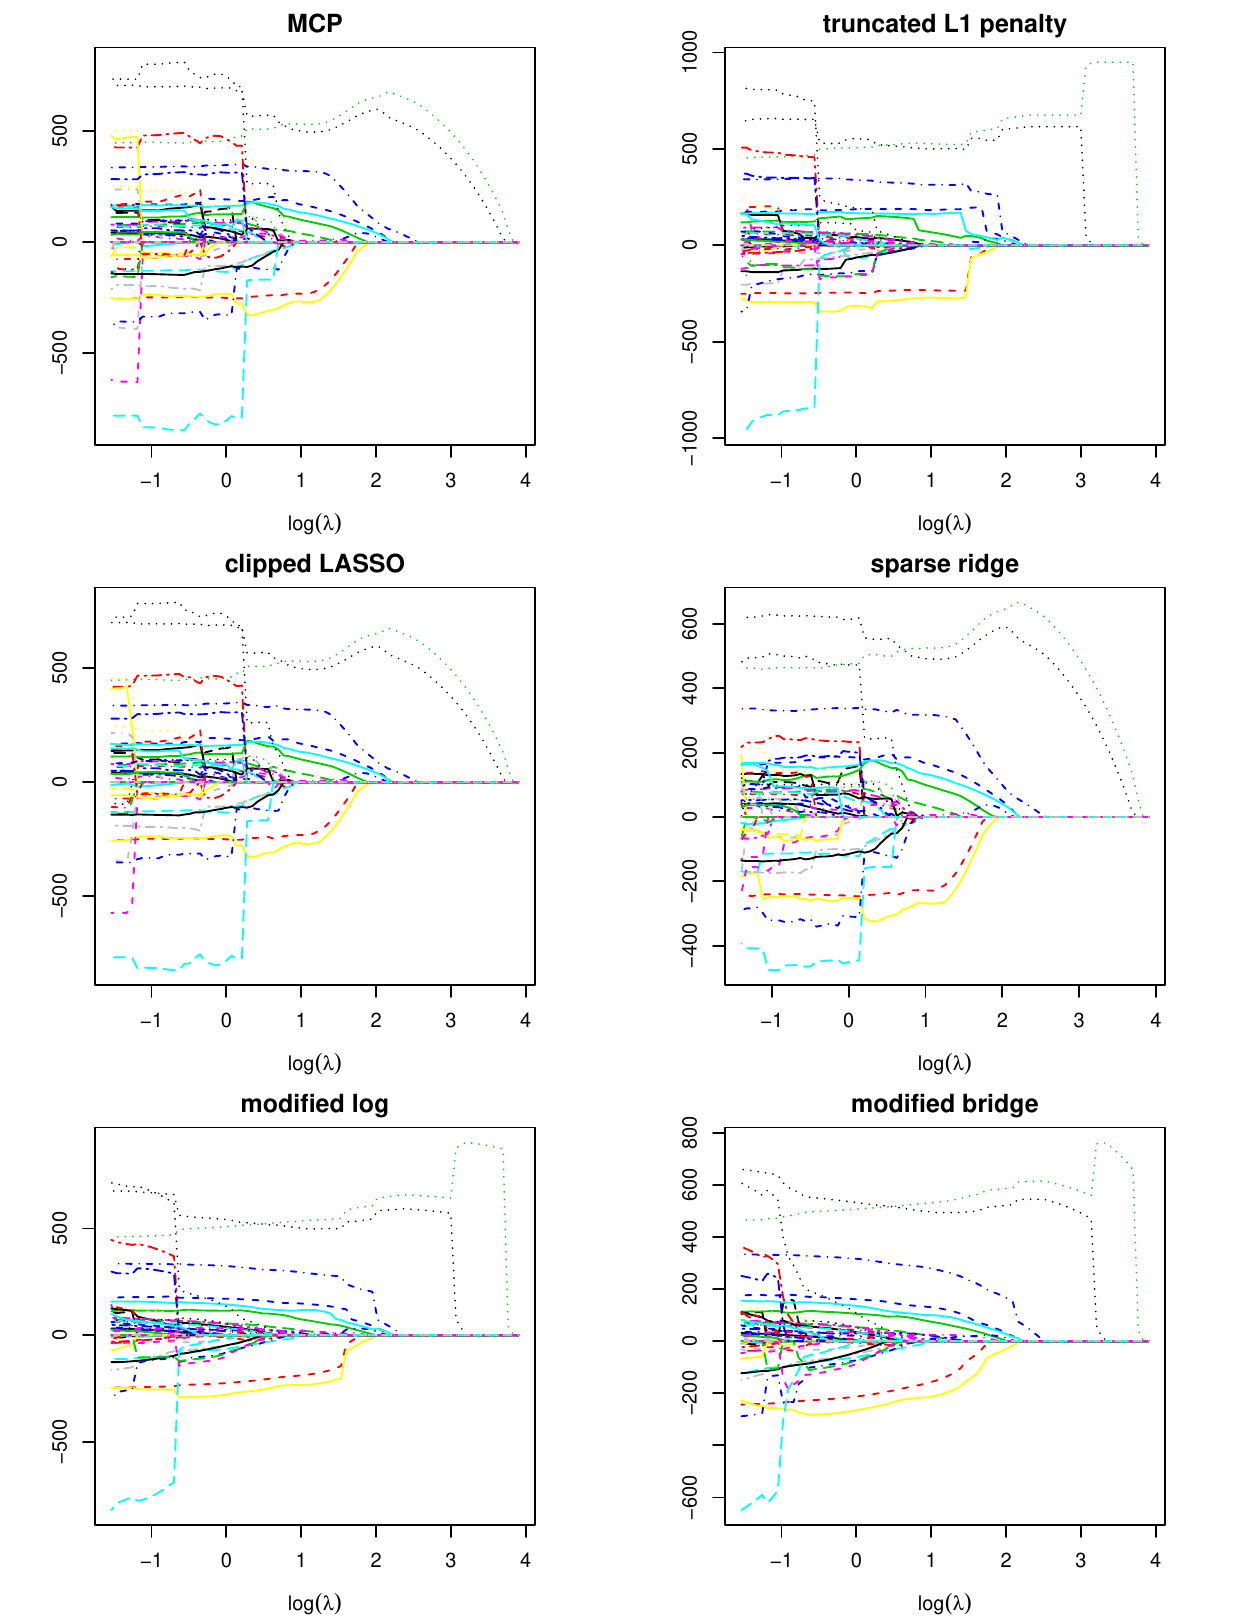 MCP
500
0
−500
−1 0 1 2 3 4
log(λ)
truncated L1 penalty
1000
500
0
−500
−1000
−1 0 1 2 3 4
log(λ)
clipped LASSO
500
0
−500
−1 0 1 2 3 4
log(λ)
sparse ridge
600
400
200
0
−200
−400
−1 0 1 2 3 4
log(λ)
modified log
500
0
−500
−1 0 1 2 3 4
log(λ)
modified bridge
800
600
400
200
0
−200
−600
−1 0 1 2 3 4
log(λ)